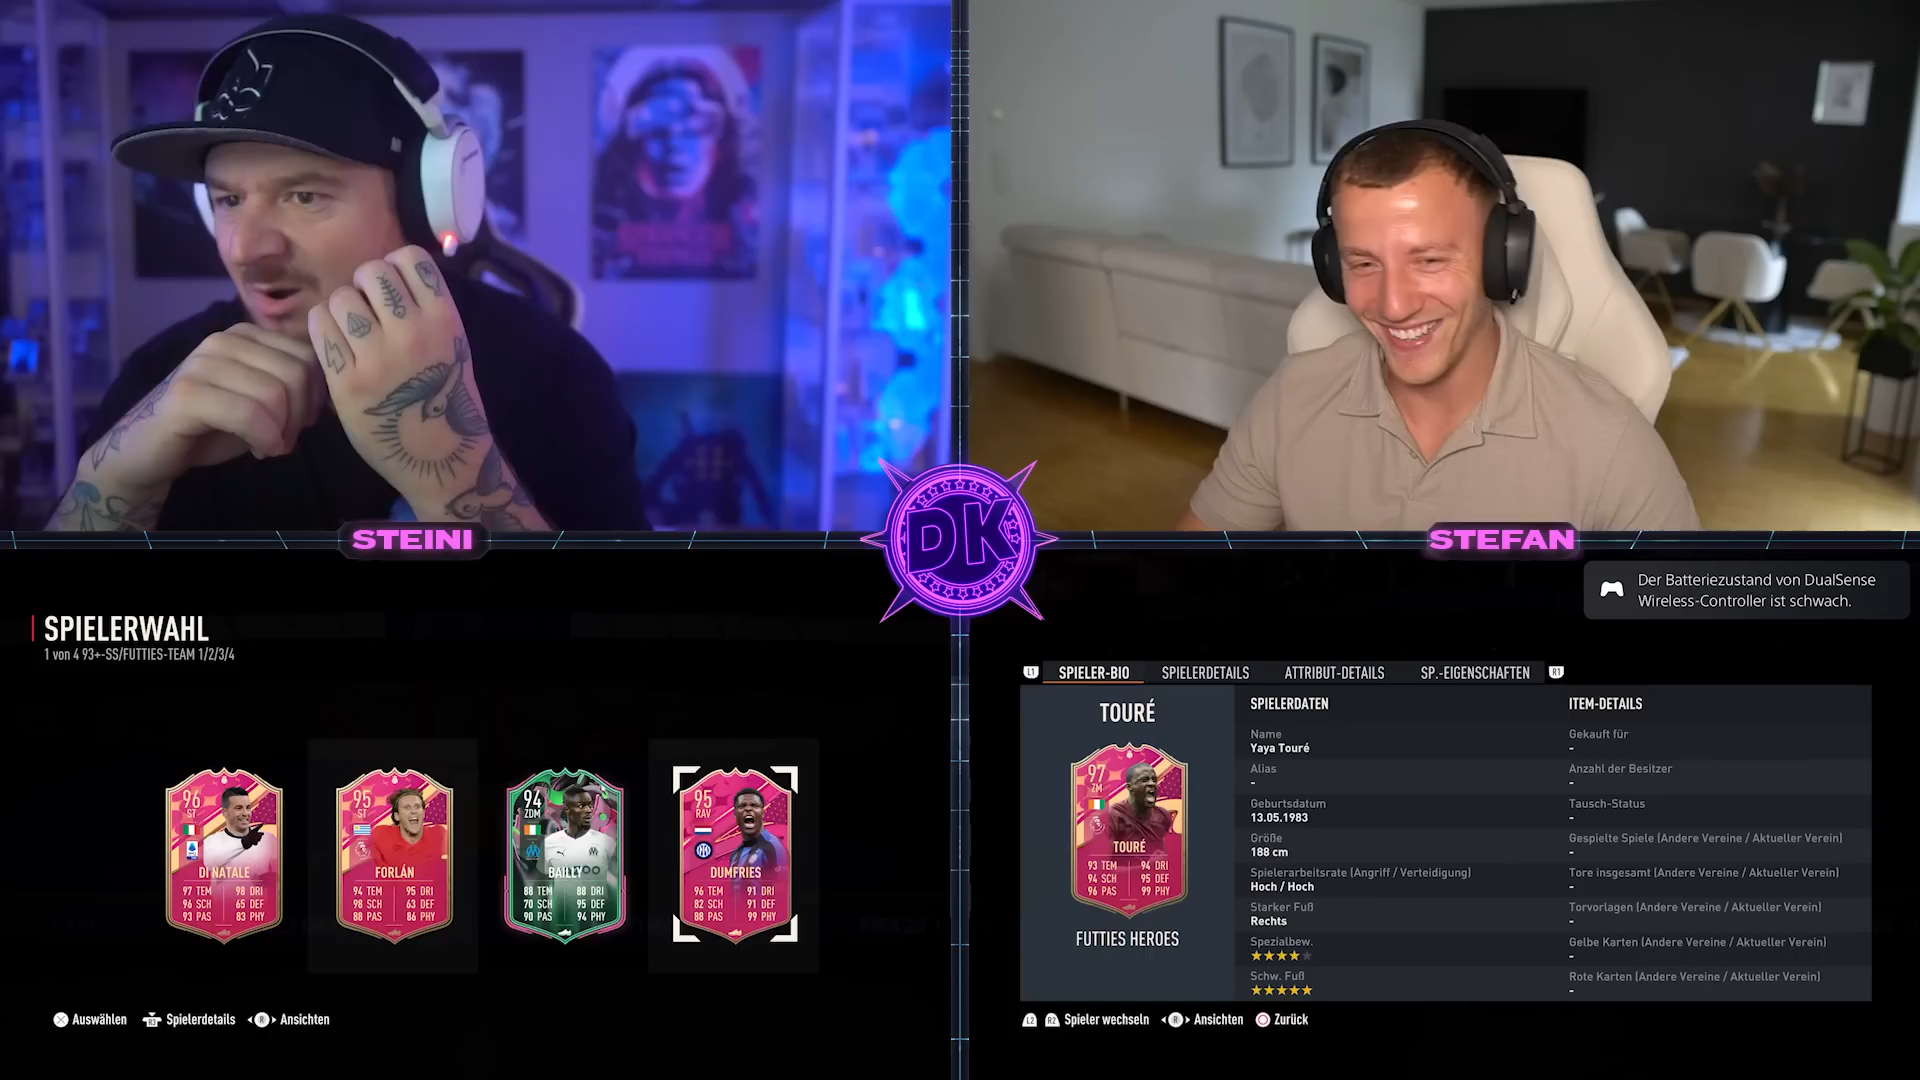 STEINI
DK
STEFAN
Der Batteriezustand von DualSense
Wireless-Controller ist schwach.
SPIELERWAHL
1 von 4 93+-SS/FUTTIES-TEAM 1/2/3/4
96
ST
DI NATALE
97 TEM 98 DRI
96 SCH 65 DEF
93 PAS 83 PHY
95
ST
FORLÁN
94 TEM 95 DRI
98 SCH 63 DEF
88 PAS 86 PHY
94
ZDM
BAILLY
88 TEM 88 DRI
70 SCH 95 DEF
90 PAS 94 PHY
95
RAV
DUMFRIES
96 TEM 91 DRI
82 SCH 91 DEF
88 PAS 99 PHY
Auswählen
R3 Spielerdetails
R Ansichten
L1 SPIELER-BIO SPIELERDETAILS ATTRIBUT-DETAILS SP.-EIGENSCHAFTEN R1
TOURÉ
97
ZM
TOURÉ
93 TEM 94 DRI
94 SCH 95 DEF
96 PAS 99 PHY
FUTTIES HEROES
SPIELERDATEN
Name
Yaya Touré
Alias
-
Geburtsdatum
13.05.1983
Größe
188 cm
Spielerarbeitsrate (Angriff / Verteidigung)
Hoch / Hoch
Starker Fuß
Rechts
Spezialbew.
★★★★★
Schw. Fuß
★★★★★
ITEM-DETAILS
Gekauft für
-
Anzahl der Besitzer
-
Tausch-Status
-
Gespielte Spiele (Andere Vereine / Aktueller Verein)
-
Tore insgesamt (Andere Vereine / Aktueller Verein)
-
Torvorlagen (Andere Vereine / Aktueller Verein)
-
Gelbe Karten (Andere Vereine / Aktueller Verein)
-
Rote Karten (Andere Vereine / Aktueller Verein)
-
L2 R2 Spieler wechseln
R Ansichten
Zurück